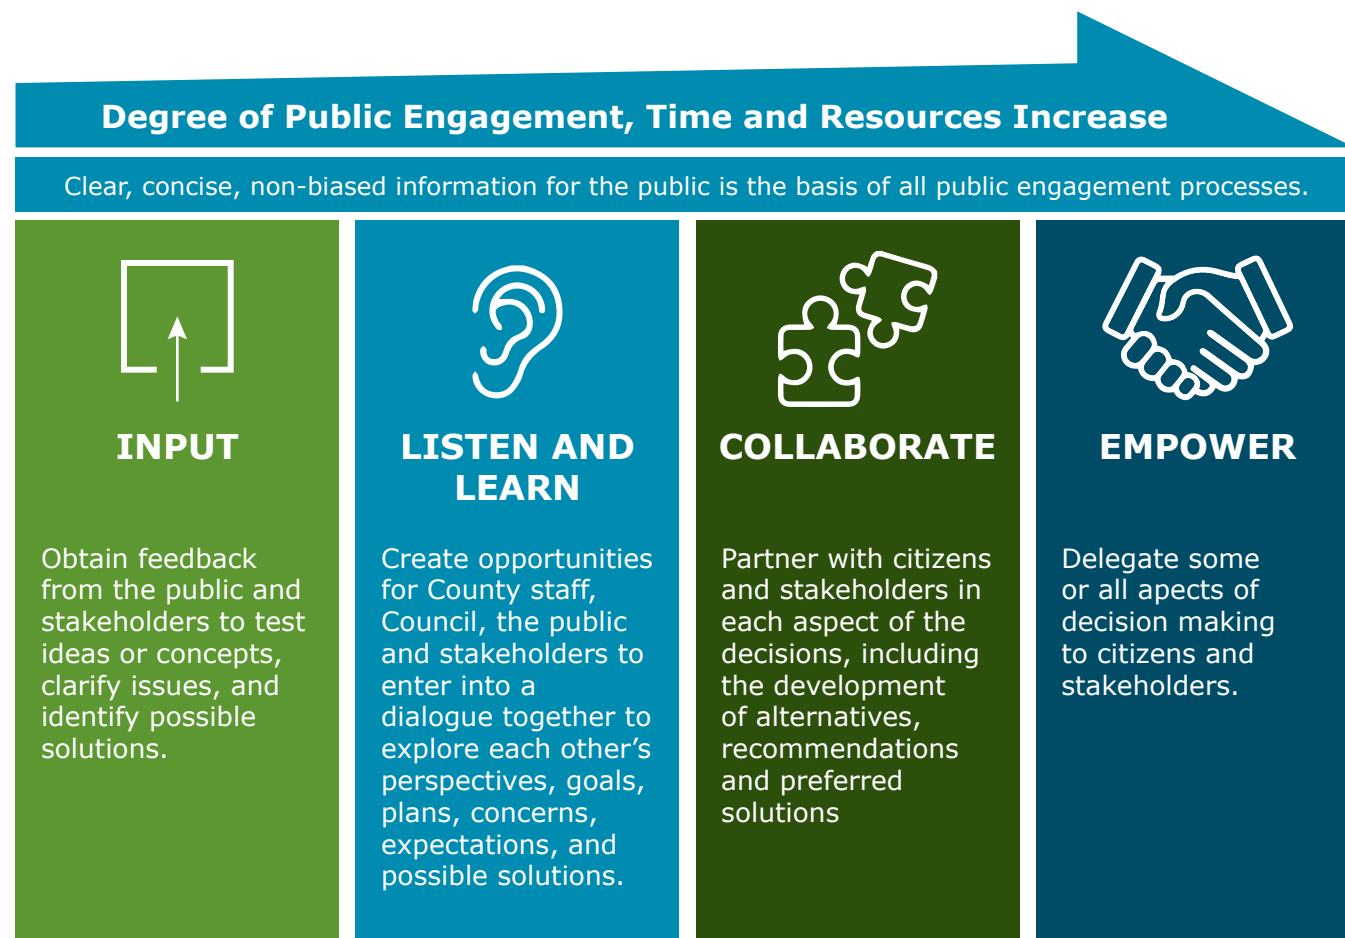 Degree of Public Engagement, Time and Resources Increase
Clear, concise, non-biased information for the public is the basis of all public engagement processes.
INPUT
Obtain feedback
from the public and
stakeholders to test
ideas or concepts,
clarify issues, and
identify possible
solutions.
LISTEN AND
LEARN
Create opportunities
for County staff,
Council, the public
and stakeholders to
enter into a
dialogue together to
explore each other’s
perspectives, goals,
plans, concerns,
expectations, and
possible solutions.
COLLABORATE
Partner with citizens
and stakeholders in
each aspect of the
decisions, including
the development
of alternatives,
recommendations
and preferred
solutions
EMPOWER
Delegate some
or all apects of
decision making
to citizens and
stakeholders.